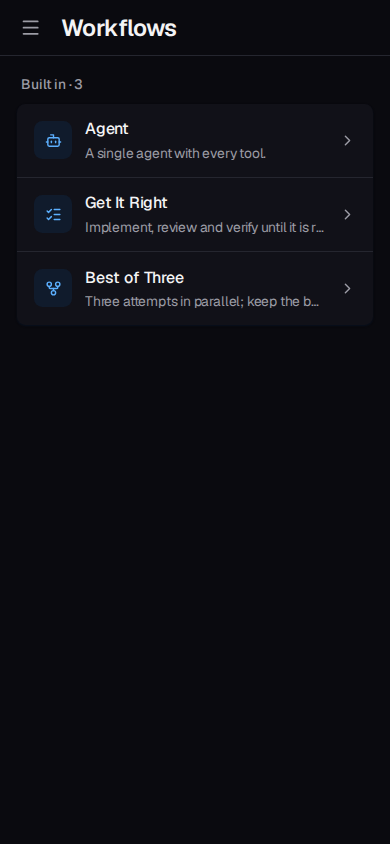 Workflows
Built in · 3
Agent
A single agent with every tool.
Get It Right
Implement, review and verify until it is r...
Best of Three
Three attempts in parallel; keep the b...